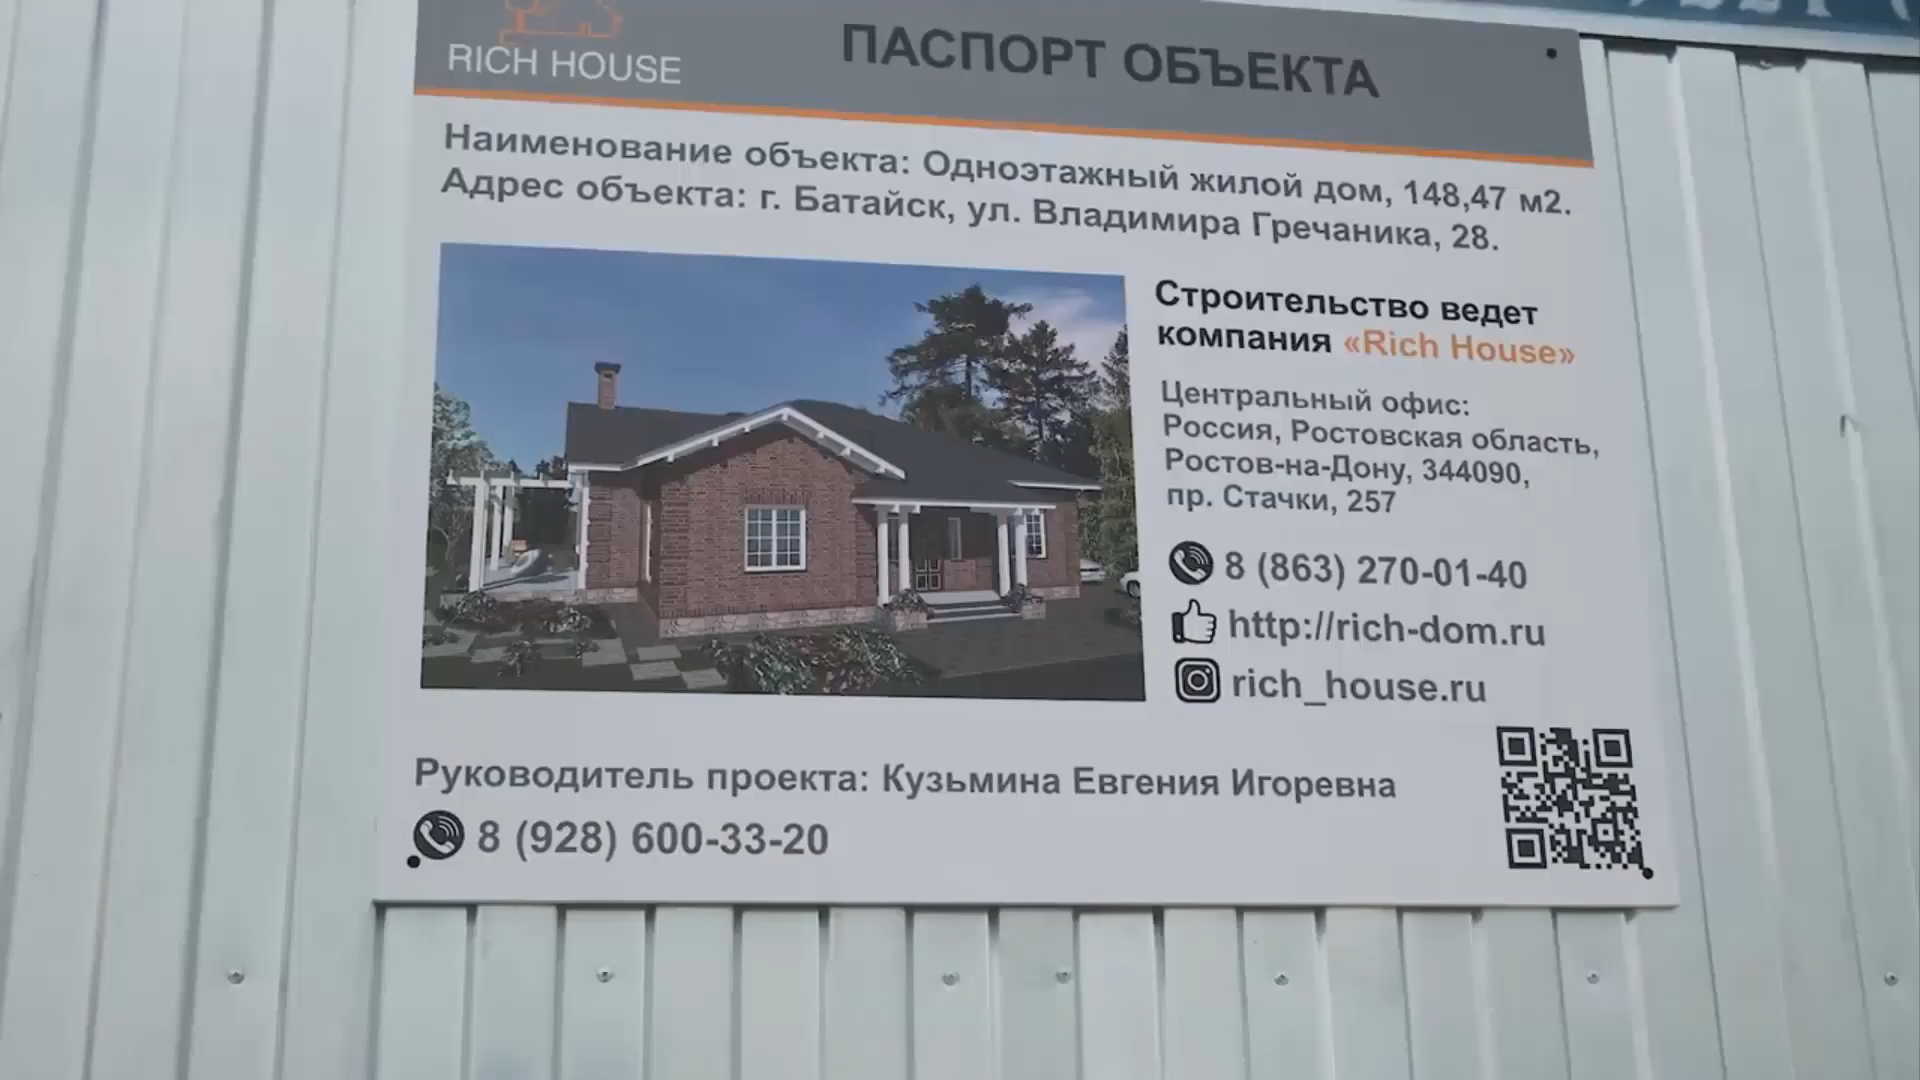 RICH HOUSE
ПАСПОРТ ОБЪЕКТА
Наименование объекта: Одноэтажный жилой дом, 148,47 м2.
Адрес объекта: г. Батайск, ул. Владимира Гречаника, 28.
Строительство ведет
компания «Rich House»
Центральный офис:
Россия, Ростовская область,
Ростов-на-Дону, 344090,
пр. Стачки, 257
8 (863) 270-01-40
http://rich-dom.ru
rich_house.ru
Руководитель проекта: Кузьмина Евгения Игоревна
8 (928) 600-33-20